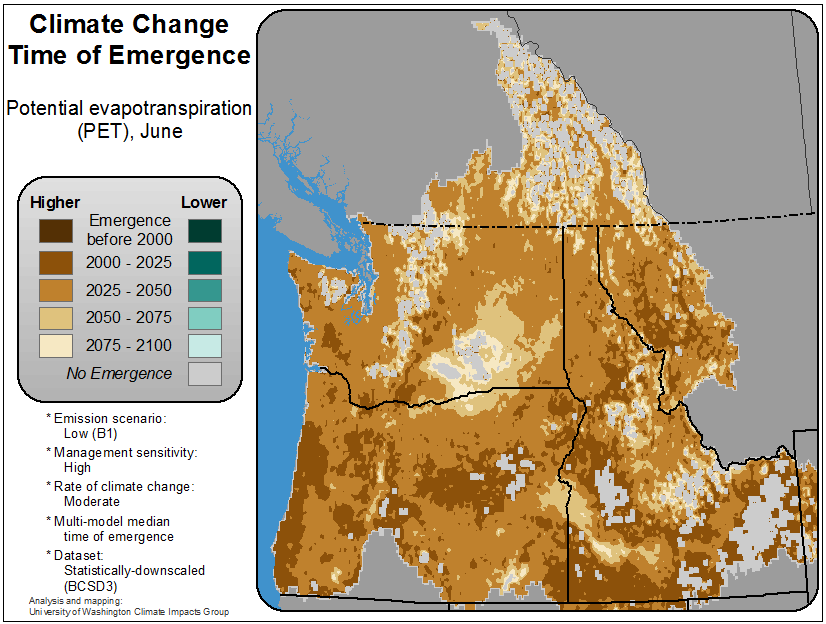 Climate Change
Time of Emergence
Potential evapotranspiration
(PET), June
Higher
Lower
Emergence
before 2000
2000 - 2025
2025 - 2050
2050 - 2075
2075 - 2100
No Emergence
* Emission scenario:
Low (B1)
* Management sensitivity:
High
* Rate of climate change:
Moderate
* Multi-model median
time of emergence
* Dataset:
Statistically-downscaled
(BCSD3)
Analysis and mapping:
University of Washington Climate Impacts Group